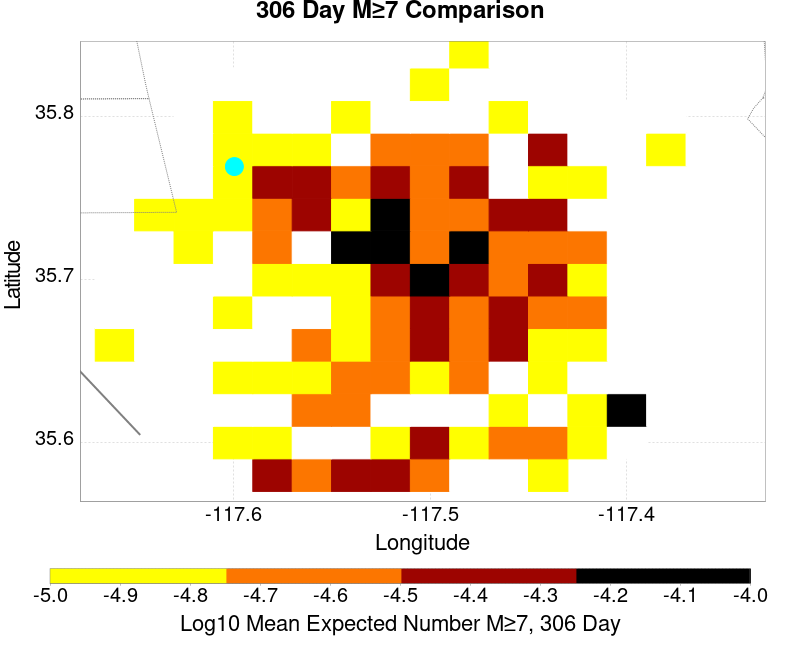 306 Day M≥7 Comparison
35.8
35.7
35.6
Latitude
-117.6 -117.5 -117.4
Longitude
-5.0 -4.9 -4.8 -4.7 -4.6 -4.5 -4.4 -4.3 -4.2 -4.1 -4.0
Log10 Mean Expected Number M≥7, 306 Day